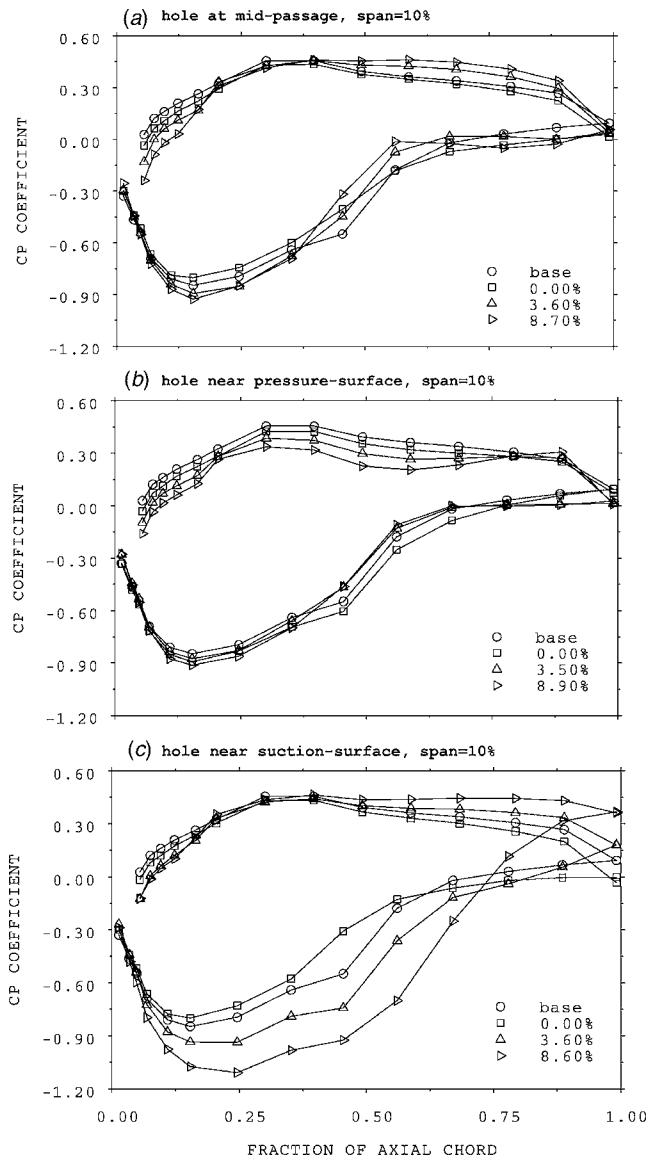 (a) hole at mid-passage, span=10%
0.60
0.30
0.00
-0.30
-0.60
-0.90
-1.20
CP COEFFICIENT
base
0.00%
3.60%
8.70%
(b) hole near pressure-surface, span=10%
0.60
0.30
0.00
-0.30
-0.60
-0.90
-1.20
CP COEFFICIENT
base
0.00%
3.50%
8.90%
(c) hole near suction-surface, span=10%
0.60
0.30
0.00
-0.30
-0.60
-0.90
-1.20
CP COEFFICIENT
base
0.00%
3.60%
8.60%
0.00 0.25 0.50 0.75 1.00
FRACTION OF AXIAL CHORD